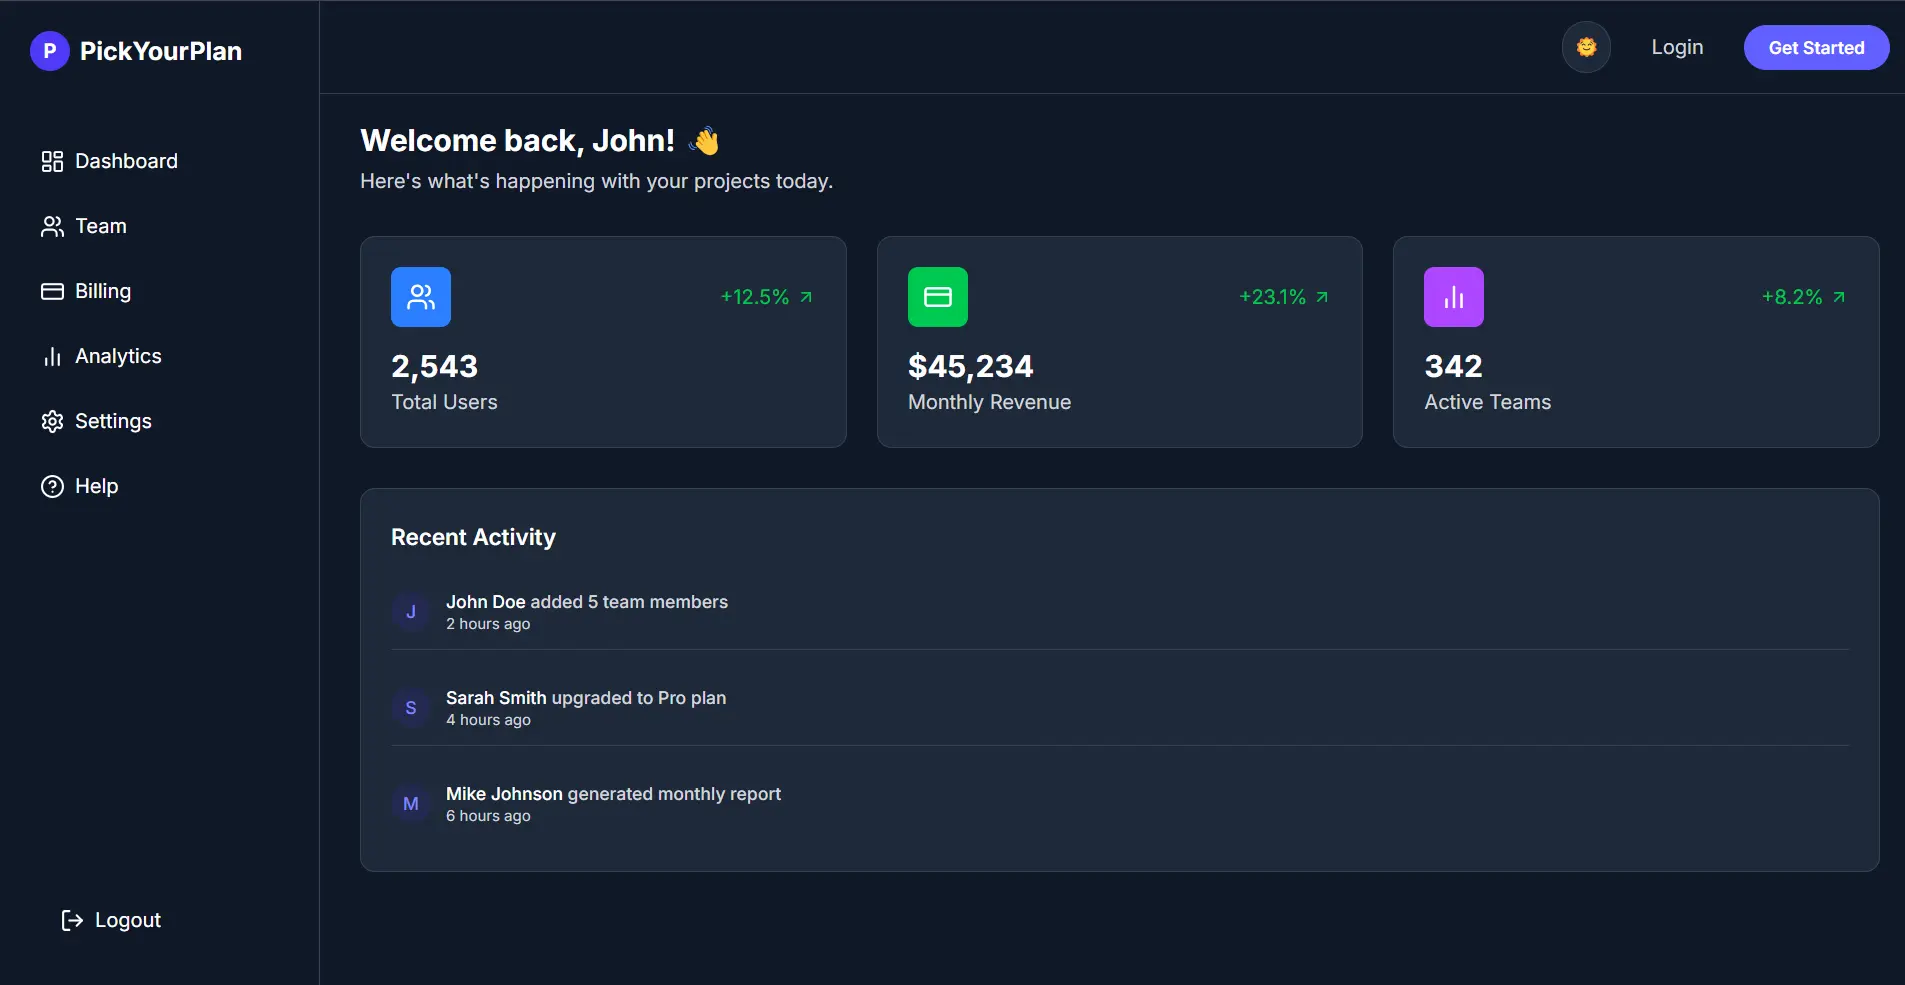 P PickYourPlan
Login
Get Started
Dashboard
Team
Billing
Analytics
Settings
Help
Logout
Welcome back, John! 👋
Here's what's happening with your projects today.
+12.5%
2,543
Total Users
+23.1%
$45,234
Monthly Revenue
+8.2%
342
Active Teams
Recent Activity
J
John Doe added 5 team members
2 hours ago
S
Sarah Smith upgraded to Pro plan
4 hours ago
M
Mike Johnson generated monthly report
6 hours ago